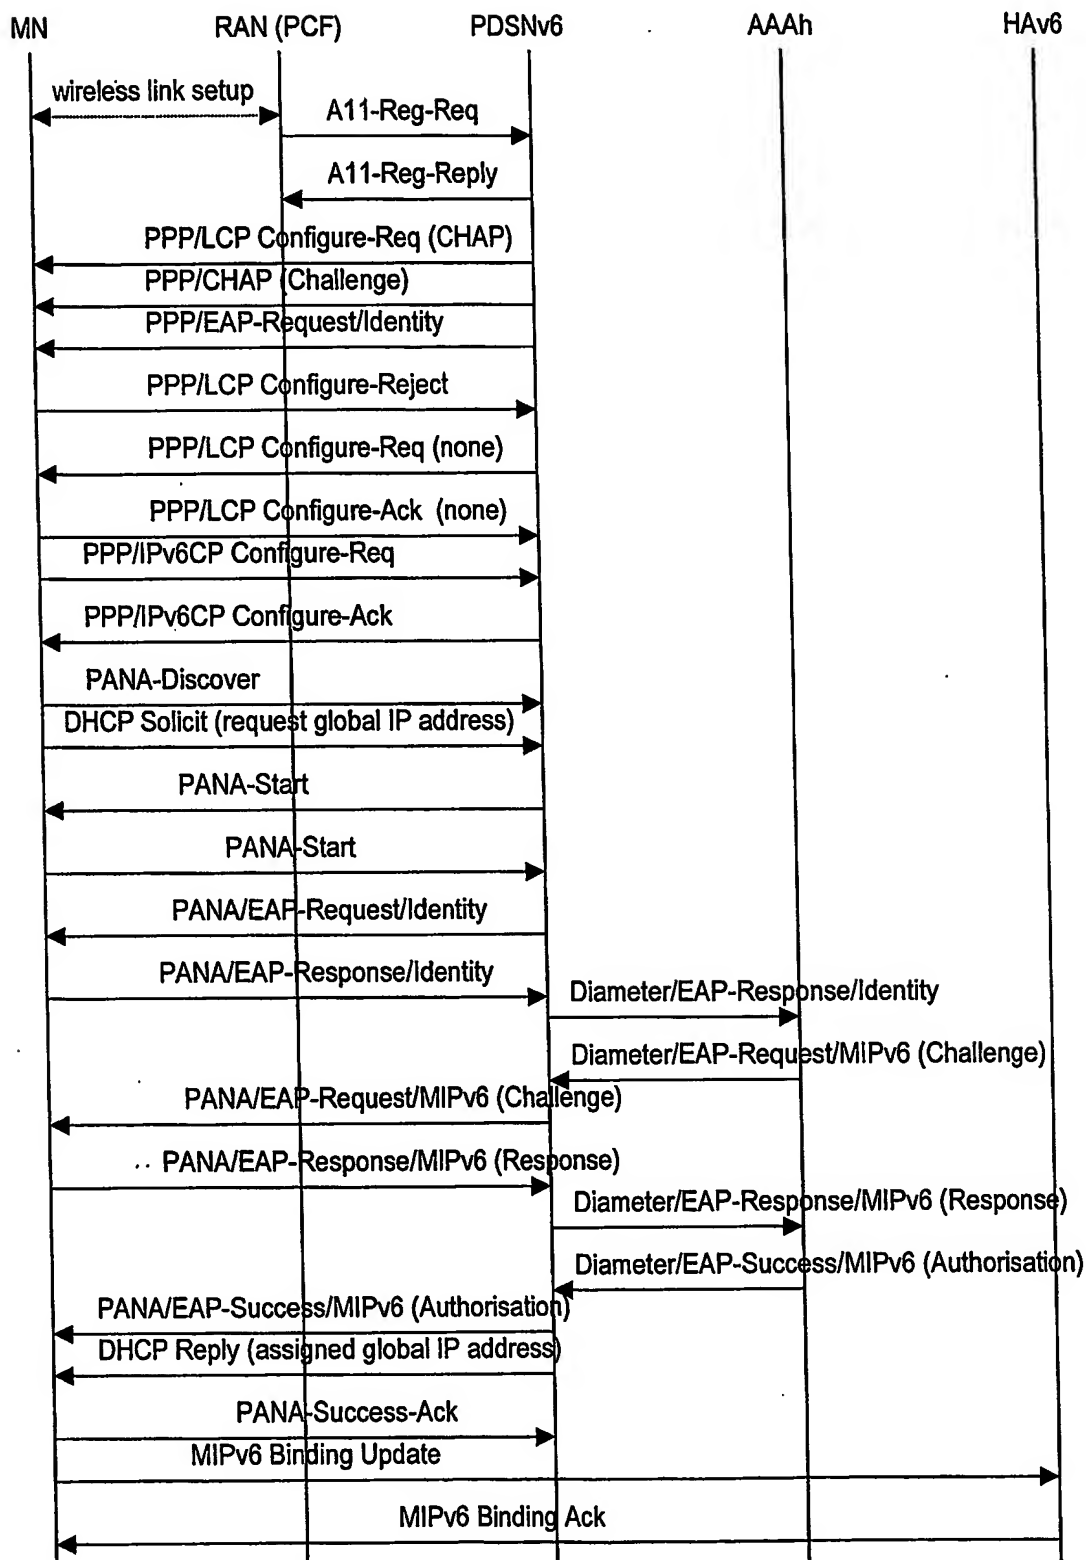 MN RAN (PCF) PDSNv6 AAAh HAv6
wireless link setup
A11-Reg-Req
A11-Reg-Reply
PPP/LCP Configure-Req (CHAP)
PPP/CHAP (Challenge)
PPP/EAP-Request/Identity
PPP/LCP Configure-Reject
PPP/LCP Configure-Req (none)
PPP/LCP Configure-Ack (none)
PPP/IPv6CP Configure-Req
PPP/IPv6CP Configure-Ack
PANA-Discover
DHCP Solicit (request global IP address)
PANA-Start
PANA-Start
PANA/EAP-Request/Identity
PANA/EAP-Response/Identity
Diameter/EAP-Response/Identity
Diameter/EAP-Request/MIPv6 (Challenge)
PANA/EAP-Request/MIPv6 (Challenge)
PANA/EAP-Response/MIPv6 (Response)
Diameter/EAP-Response/MIPv6 (Response)
Diameter/EAP-Success/MIPv6 (Authorisation)
PANA/EAP-Success/MIPv6 (Authorisation)
DHCP Reply (assigned global IP address)
PANA-Success-Ack
MIPv6 Binding Update
MIPv6 Binding Ack